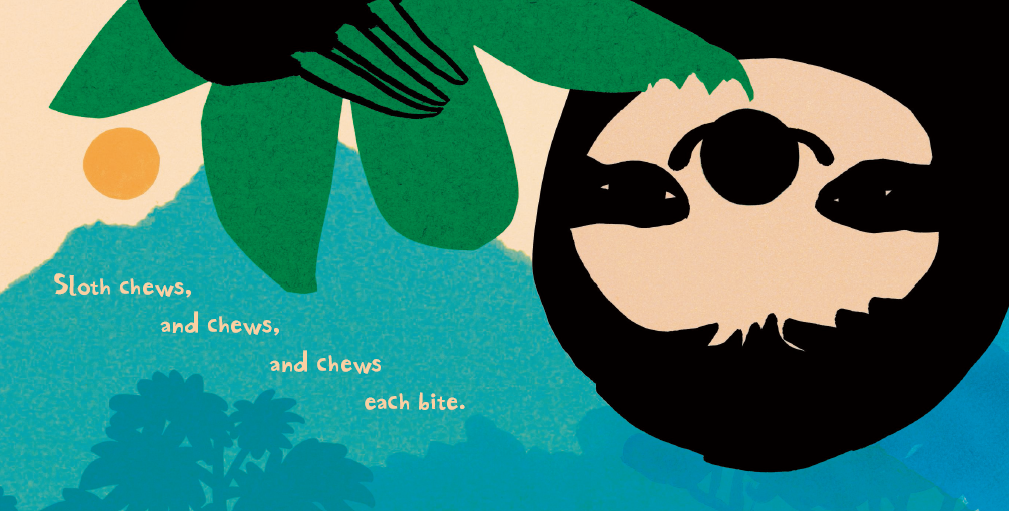 Sloth chews,
and chews,
and chews
each bite.